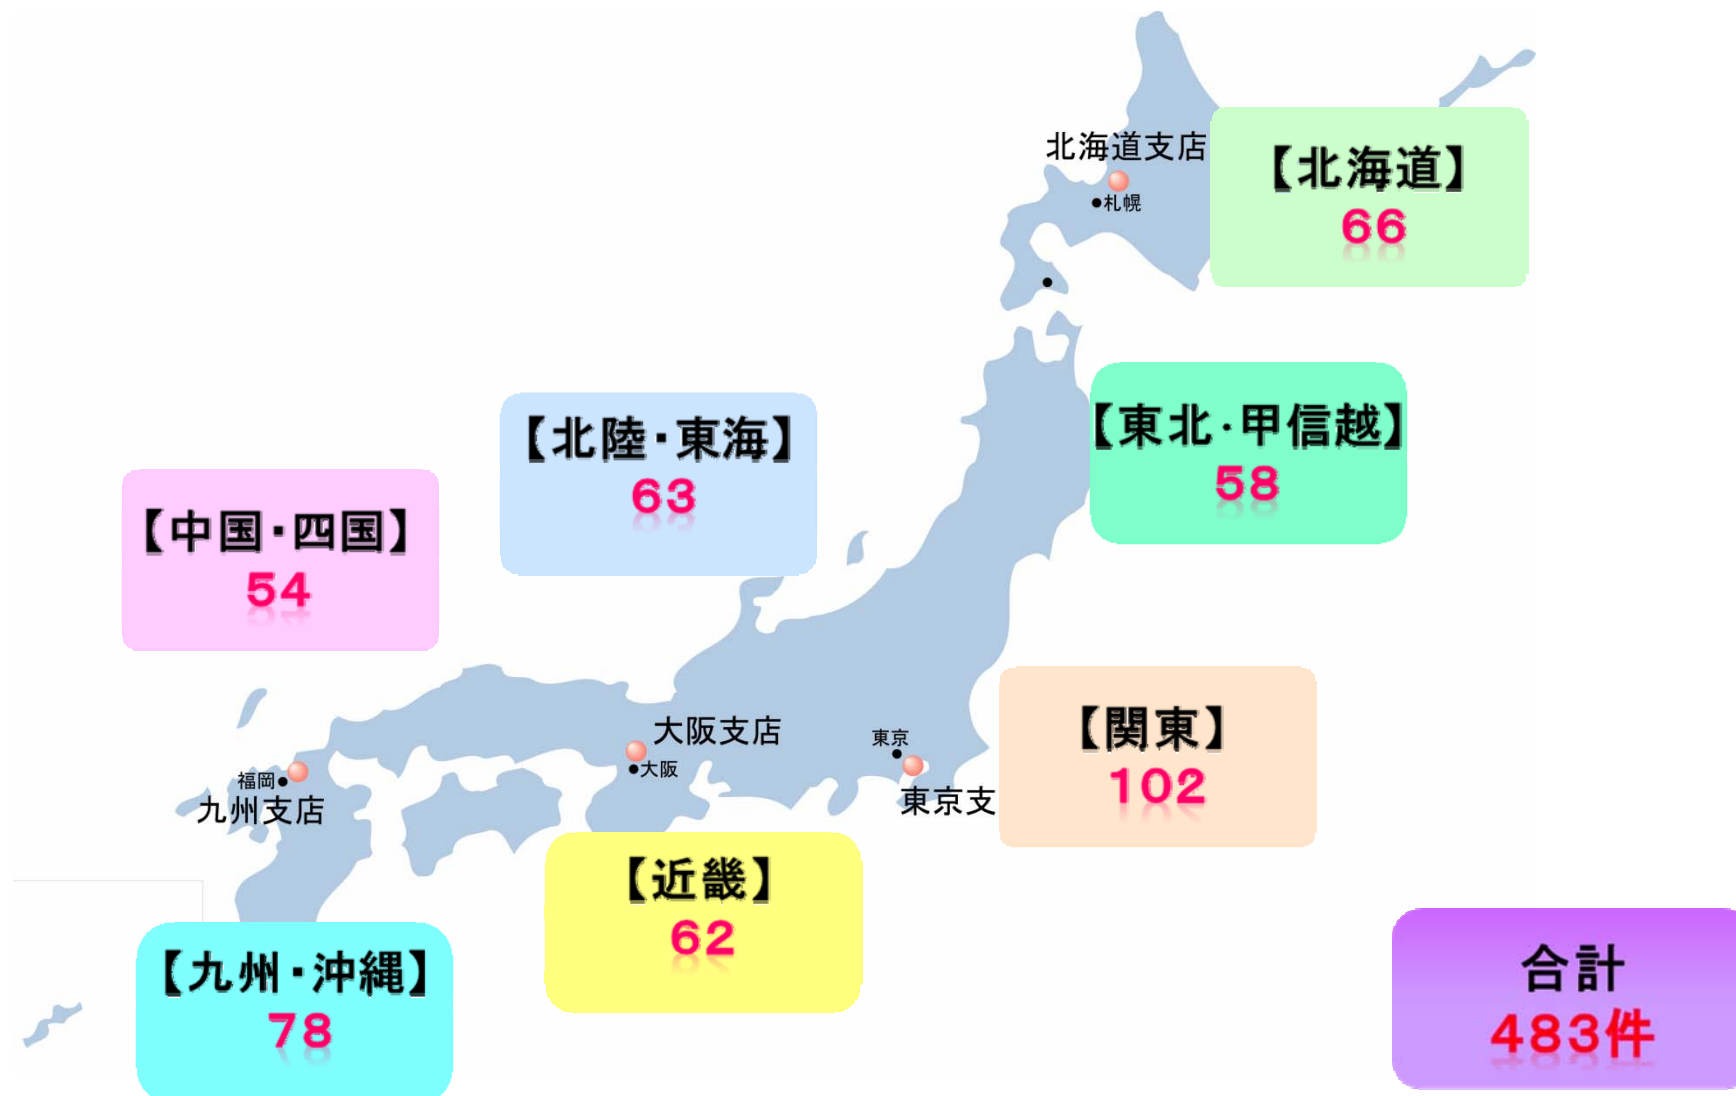 北海道支店
●札幌
【北海道】
66
【東北・甲信越】
58
【北陸・東海】
63
【中国・四国】
54
大阪支店
●大阪
東京
東京支
【関東】
102
福岡●
九州支店
【近畿】
62
【九州・沖縄】
78
合計
483件